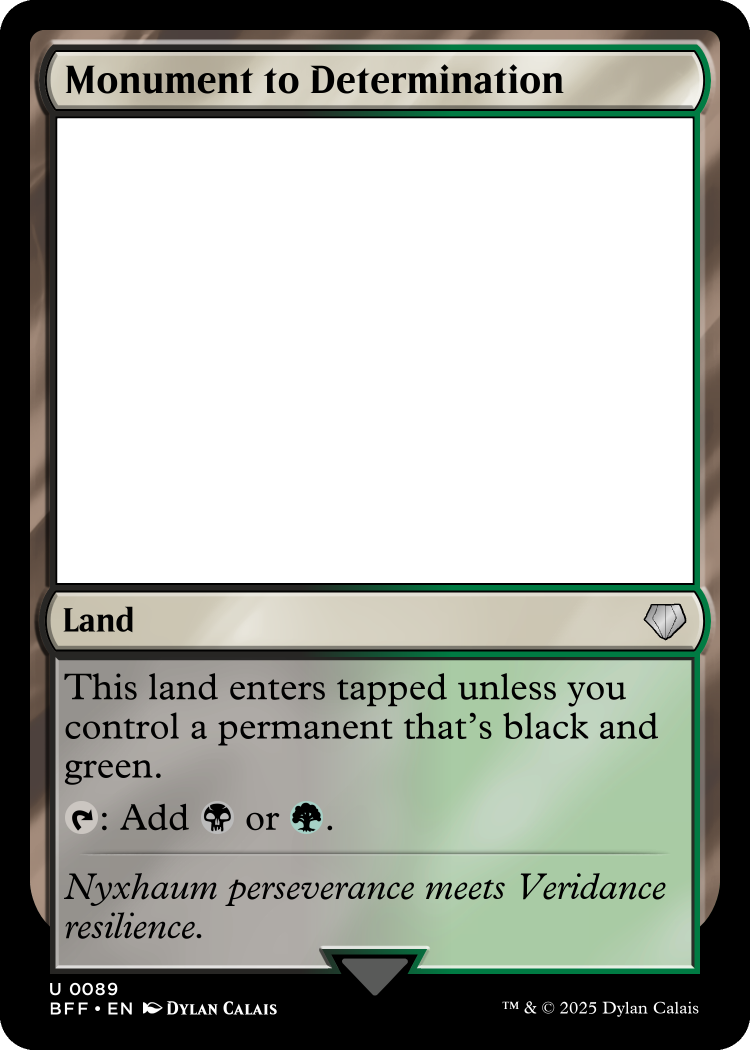 Monument to Determination
Land
This land enters tapped unless you
control a permanent that's black and
green.
: Add or .
Nyxhaum perseverance meets Veridance
resilience.
U 0089
BFF • EN Dylan Calais
™ & © 2025 Dylan Calais